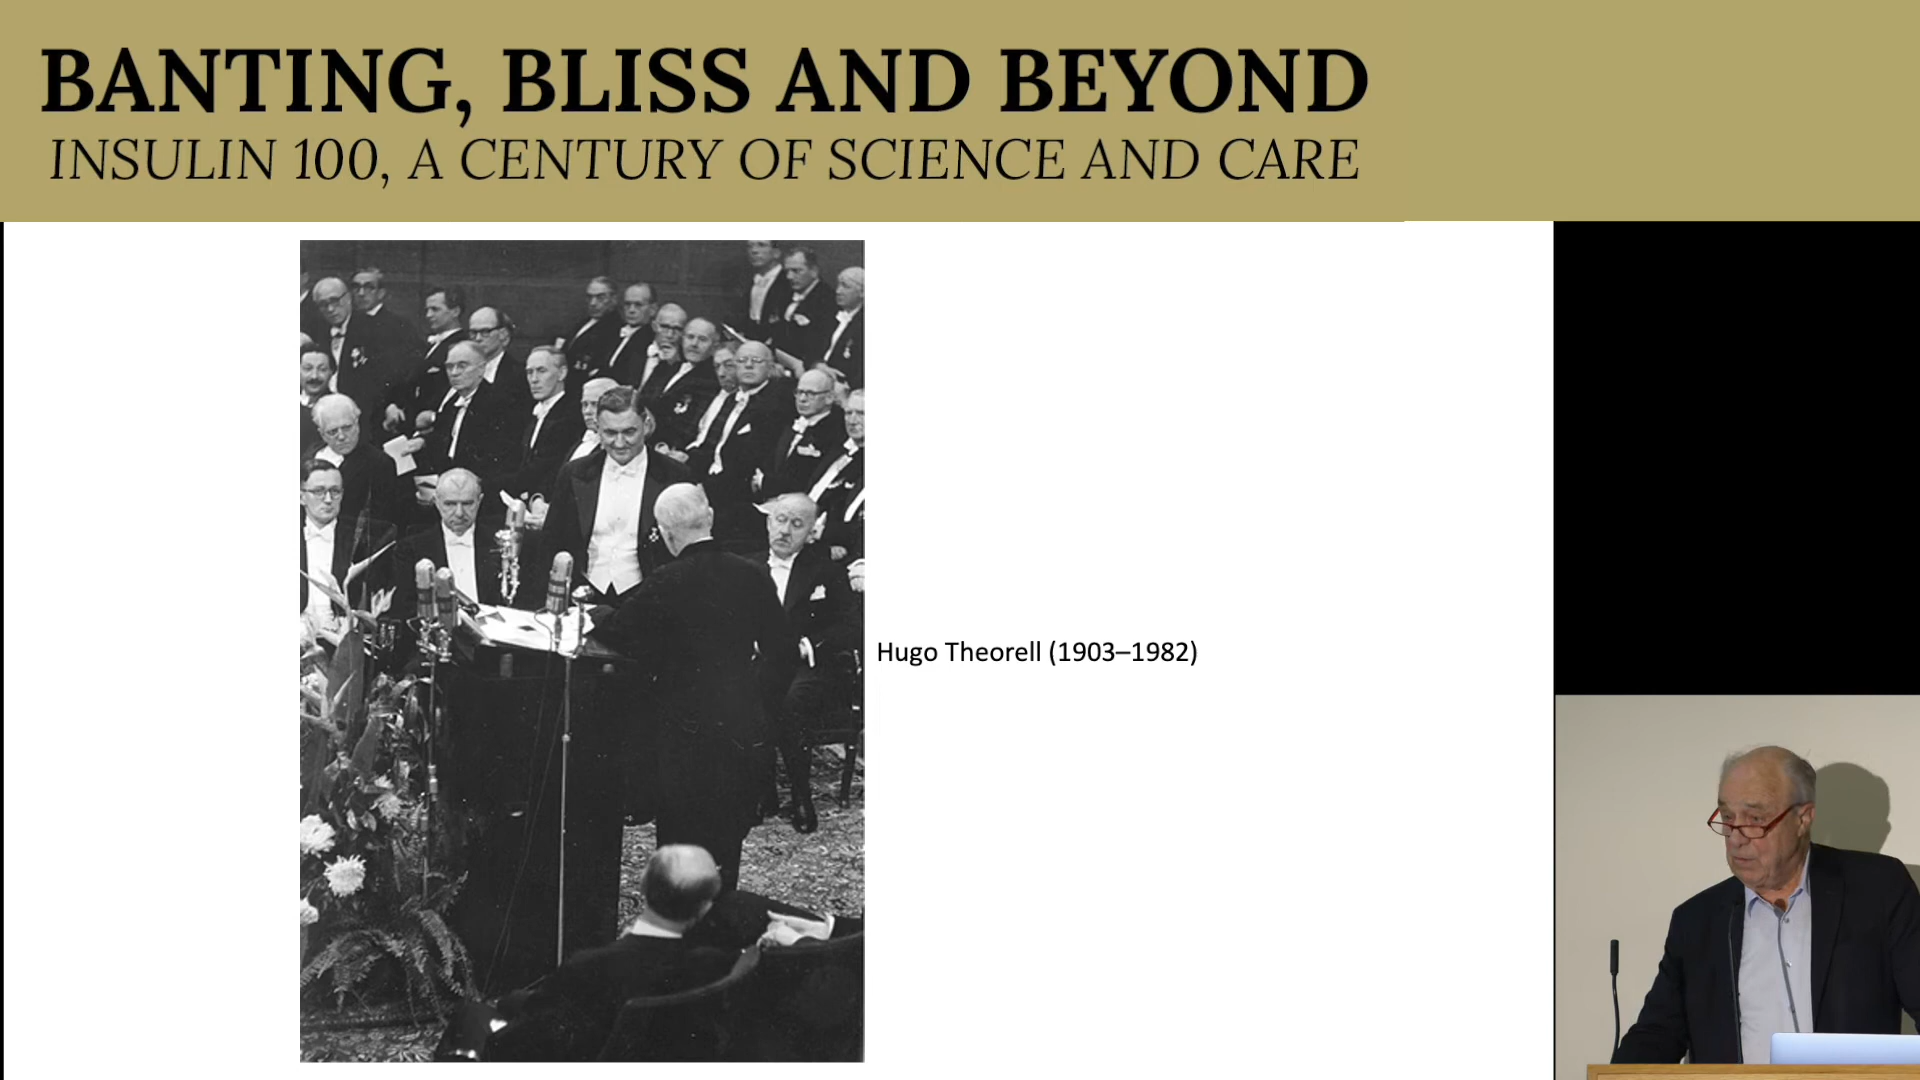 BANTING, BLISS AND BEYOND
INSULIN 100, A CENTURY OF SCIENCE AND CARE
Hugo Theorell (1903–1982)